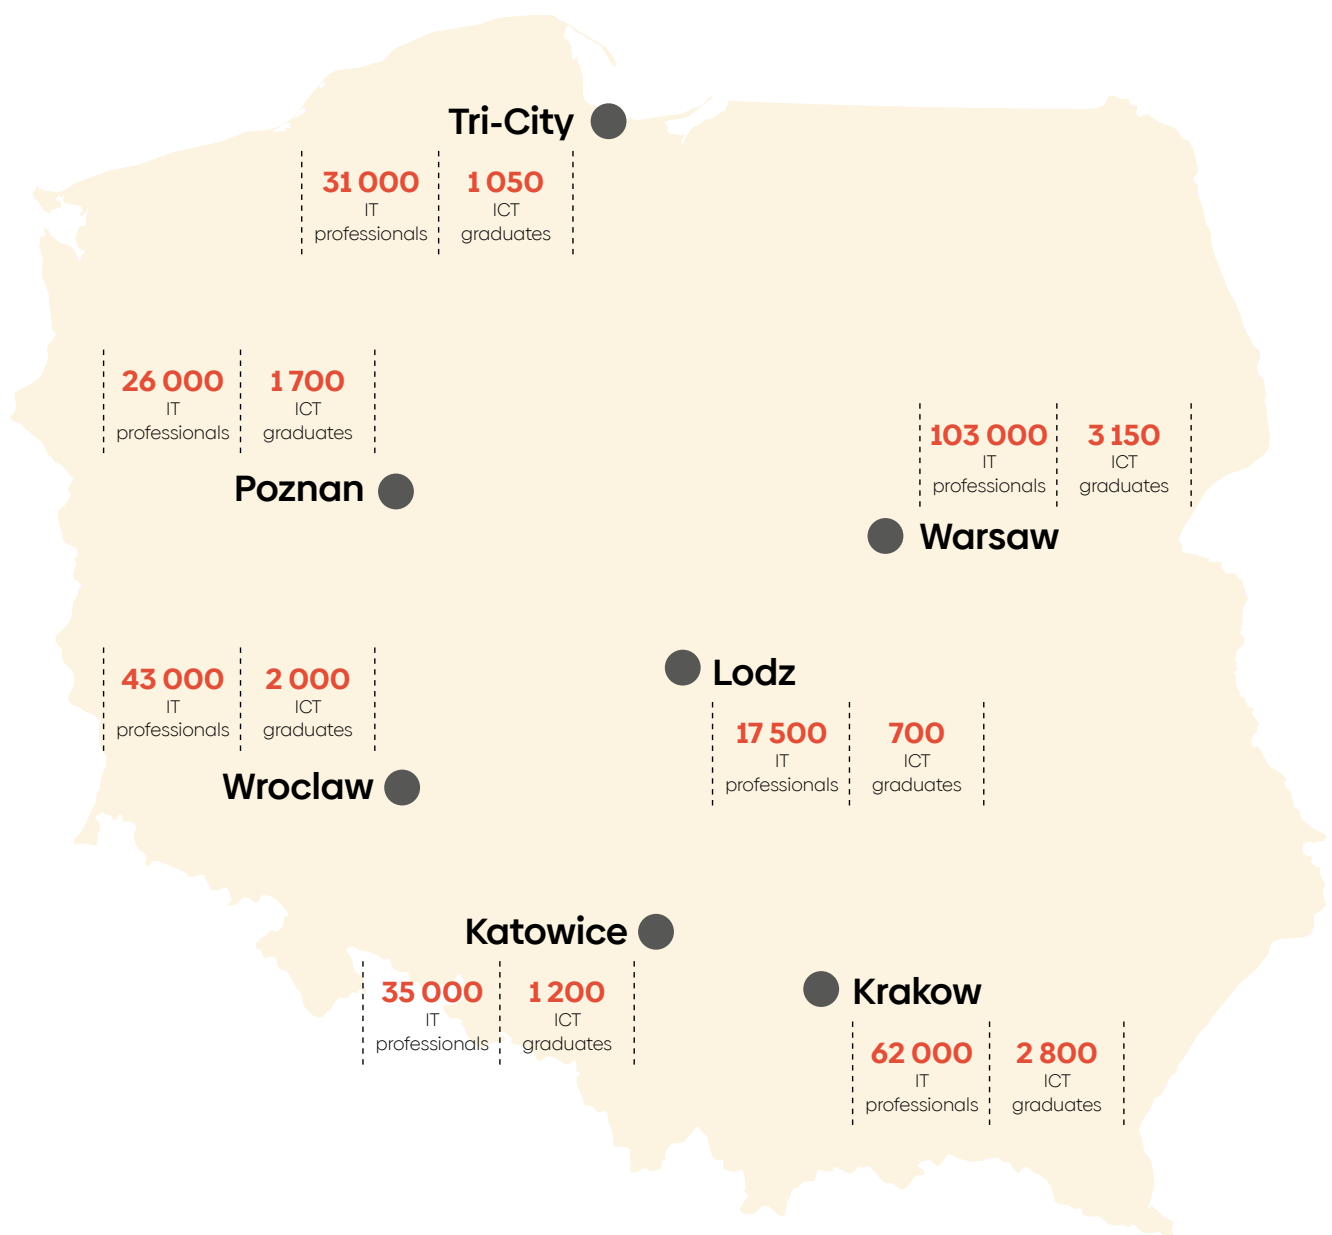 Tri-City
31 000
IT
professionals
1 050
ICT
graduates
26 000
IT
professionals
1 700
ICT
graduates
Poznan
103 000
IT
professionals
3 150
ICT
graduates
Warsaw
43 000
IT
professionals
2 000
ICT
graduates
Wroclaw
Lodz
17 500
IT
professionals
700
ICT
graduates
Katowice
35 000
IT
professionals
1 200
ICT
graduates
Krakow
62 000
IT
professionals
2 800
ICT
graduates